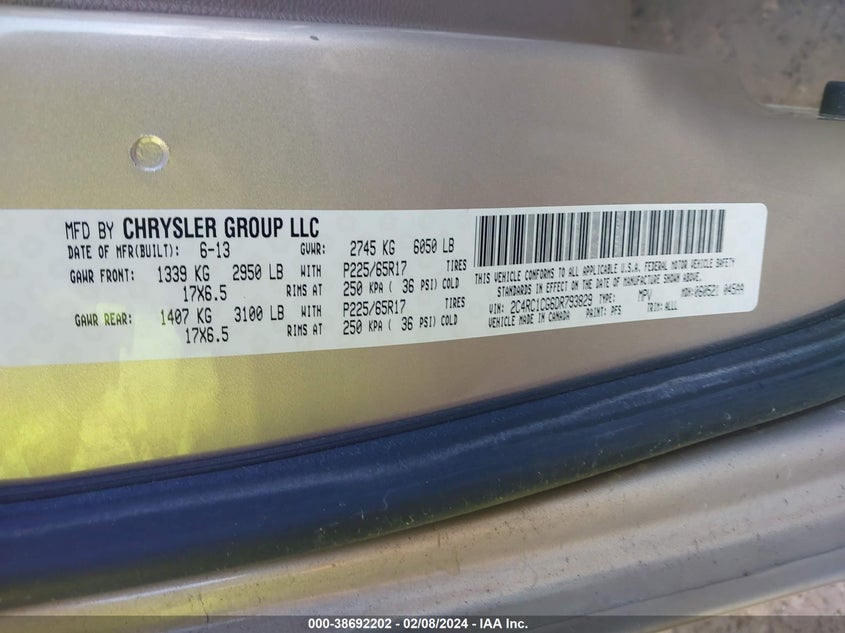 MFD BY CHRYSLER GROUP LLC
DATE OF MFR(BUILT): 6-13 GVWR: 2745 KG 6050 LB
GAWR FRONT: 1339 KG 2950 LB WITH P225/65R17 TIRES
17X6.5 RIMS AT 250 KPA ( 36 PSI) COLD
GAWR REAR: 1407 KG 3100 LB WITH P225/65R17 TIRES
17X6.5 RIMS AT 250 KPA ( 36 PSI) COLD
THIS VEHICLE CONFORMS TO ALL APPLICABLE U.S.A. FEDERAL MOTOR VEHICLE SAFETY
STANDARDS IN EFFECT ON THE DATE OF MANUFACTURE SHOWN ABOVE.
VIN: 2C4RC1CG6DR793829 TYPE: MPV MDH:060521 045AA
VEHICLE MADE IN CANADA PAINT: PFS TRIM: ALLL
000-38692202 - 02/08/2024 - IAA Inc.